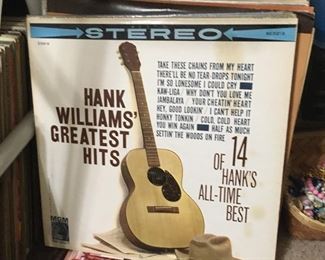 STEREO
HANK
WILLIAMS'
GREATEST
HITS
TAKE THESE CHAINS FROM MY HEART
THERE'LL BE NO TEAR-DROPS TONIGHT
I'M SO LONESOME I COULD CRY
KAW-LIGA / WHY DON'T YOU LOVE ME
JAMBALAYA / YOUR CHEATIN' HEART
HEY, GOOD LOOKIN' / I CAN'T HELP IT
HONKY TONKIN' / COLD, COLD HEART
YOU WIN AGAIN HALF AS MUCH
SETTIN' THE WOODS ON FIRE
14
OF
HANK'S
ALL-TIME
BEST
MGM